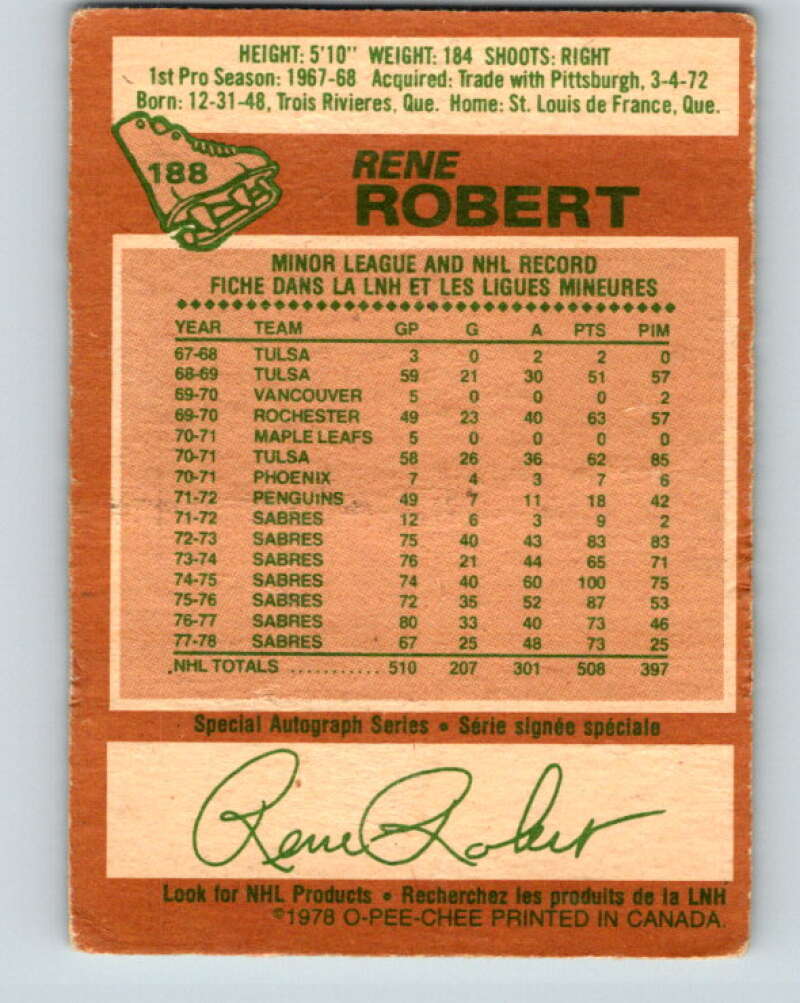 HEIGHT: 5'10" WEIGHT: 184 SHOOTS: RIGHT
1st Pro Season: 1967-68 Acquired: Trade with Pittsburgh, 3-4-72
Born: 12-31-48, Trois Rivieres, Que. Home: St. Louis de France, Que.
188
RENE
ROBERT
MINOR LEAGUE AND NHL RECORD
FICHE DANS LA LNH ET LES LIGUES MINEURES
YEAR TEAM GP G A PTS PIM
67-68 TULSA 3 0 2 2 0
68-69 TULSA 59 21 30 51 57
69-70 VANCOUVER 5 0 0 0 2
69-70 ROCHESTER 49 23 40 63 57
70-71 MAPLE LEAFS 5 0 0 0 0
70-71 TULSA 58 26 36 62 85
70-71 PHOENIX 7 4 3 7 6
71-72 PENGUINS 49 7 11 18 42
71-72 SABRES 12 6 3 9 2
72-73 SABRES 75 40 43 83 83
73-74 SABRES 76 21 44 65 71
74-75 SABRES 74 40 60 100 75
75-76 SABRES 72 35 52 87 53
76-77 SABRES 80 33 40 73 46
77-78 SABRES 67 25 48 73 25
NHL TOTALS ........... 510 207 301 508 397
Special Autograph Series • Série signée spéciale
Rene Robert
Look for NHL Products • Recherchez les produits de la LNH
©1978 O-PEE-CHEE PRINTED IN CANADA.